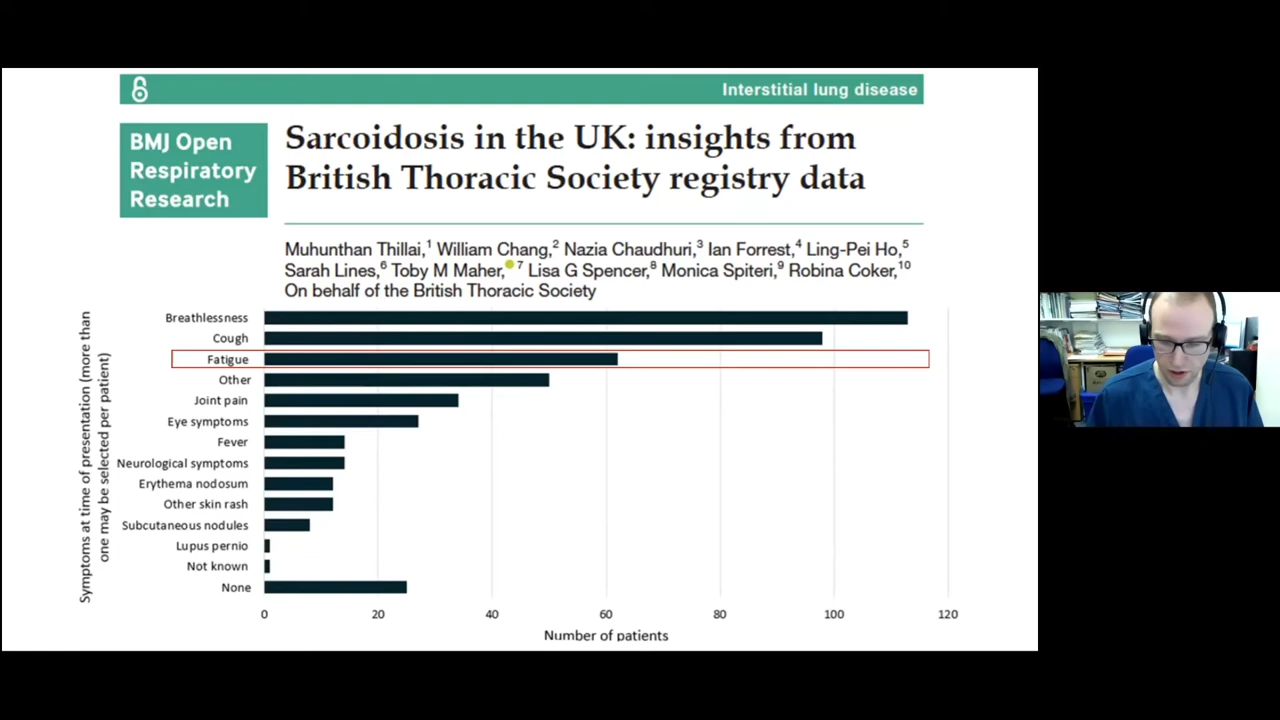 Interstitial lung disease
BMJ Open
Respiratory
Research
Sarcoidosis in the UK: insights from
British Thoracic Society registry data
Muhunthan Thillai,1 William Chang,2 Nazia Chaudhuri,3 Ian Forrest,4 Ling-Pei Ho,5
Sarah Lines,6 Toby M Maher,7 Lisa G Spencer,8 Monica Spiteri,9 Robina Coker,10
On behalf of the British Thoracic Society
Symptoms at time of presentation (more than
one may be selected per patient)
Breathlessness
Cough
Fatigue
Other
Joint pain
Eye symptoms
Fever
Neurological symptoms
Erythema nodosum
Other skin rash
Subcutaneous nodules
Lupus pernio
Not known
None
0 20 40 60 80 100 120
Number of patients